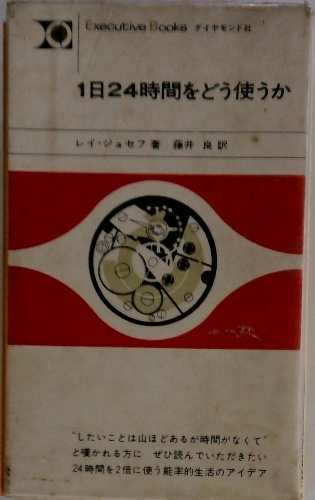 Executive Books ダイヤモンド社
1日24時間をどう使うか
レイ・ジョセフ 著 藤井 良 訳
"したいことは山ほどあるが時間がなくて"
と嘆かれる方に ぜひ読んでいただきたい
24時間を2倍に使う能率的生活のアイデア